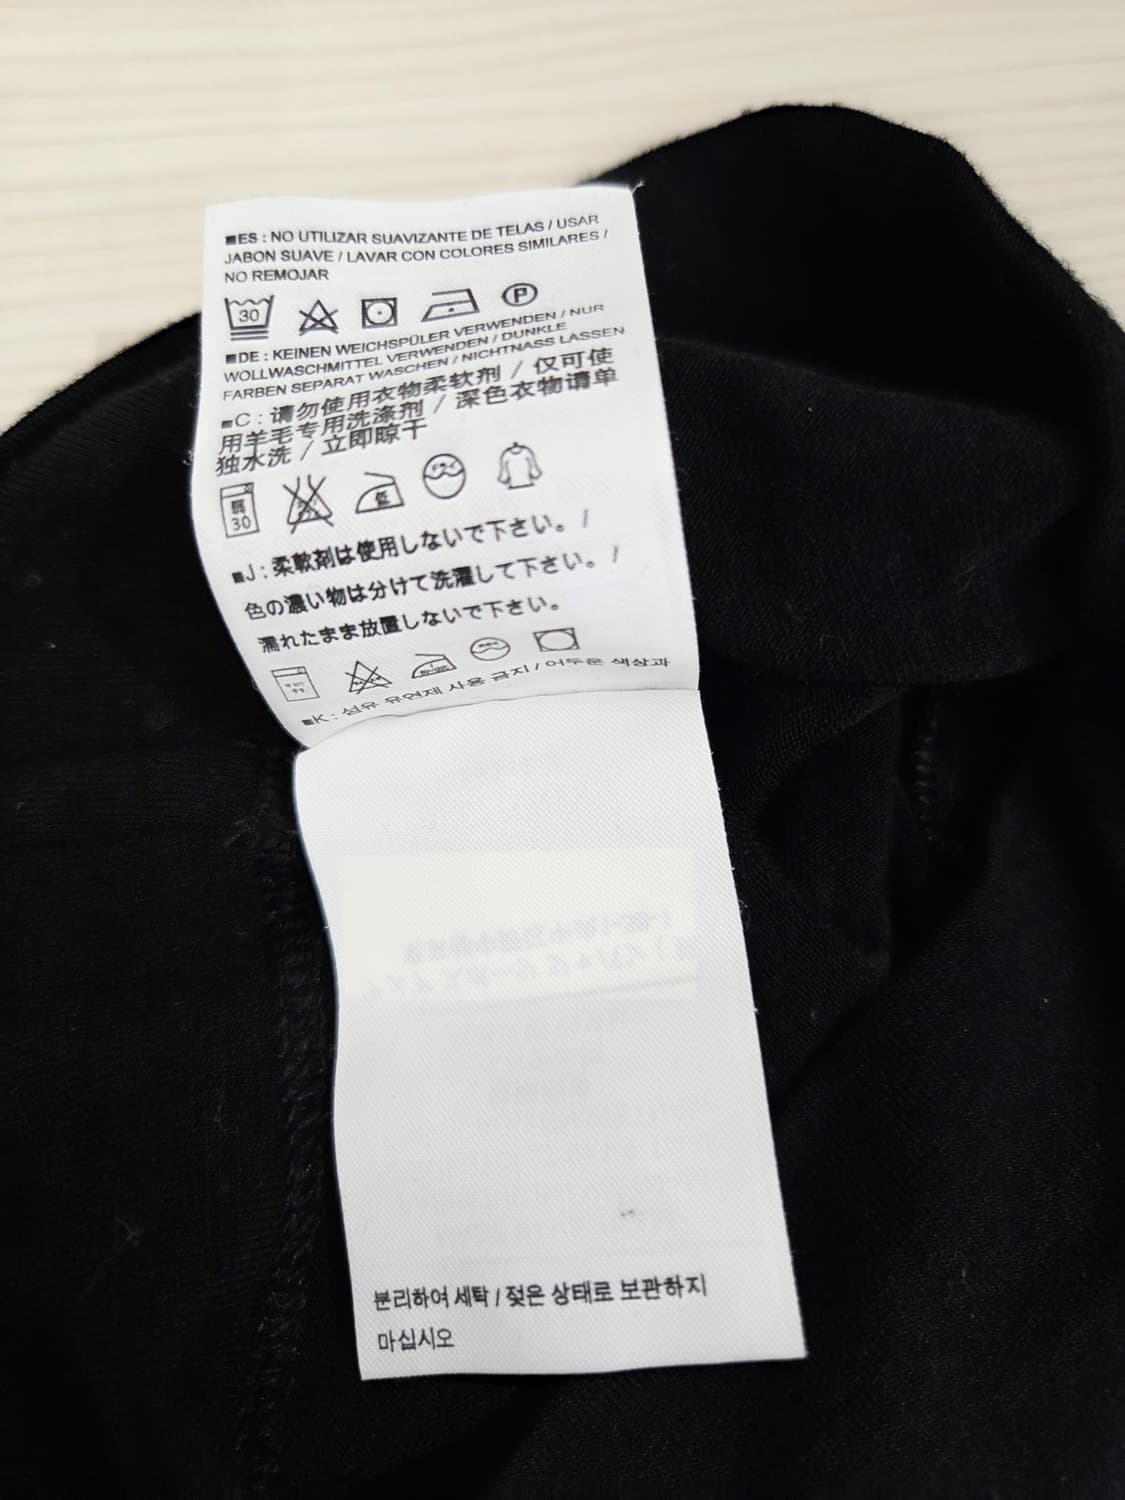 ■ES : NO UTILIZAR SUAVIZANTE DE TELAS / USAR
JABON SUAVE / LAVAR CON COLORES SIMILARES /
NO REMOJAR
30
P
■DE : KEINEN WEICHSPÜLER VERWENDEN / NUR
WOLLWASCHMITTEL VERWENDEN / DUNKLE
FARBEN SEPARAT WASCHEN / NICHTNASS LASSEN
■C : 请勿使用衣物柔软剂 / 仅可使
用羊毛专用洗涤剂 / 深色衣物请单
独水洗 / 立即晾干
弱
30
低
■J : 柔軟剤は使用しないで下さい。 /
色の濃い物は分けて洗濯して下さい。 /
濡れたまま放置しないで下さい。
■K : 섬유 유연제 사용 금지 / 어두운 색상과
분리하여 세탁 / 젖은 상태로 보관하지
마십시오